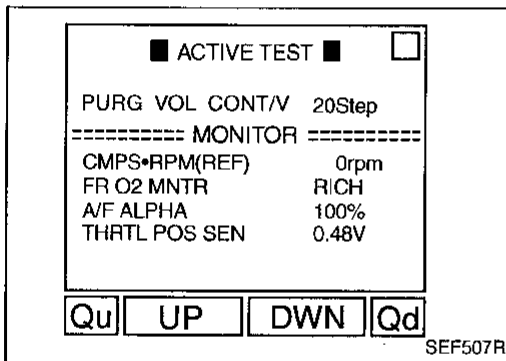 ■ ACTIVE TEST ■
PURG VOL CONT/V 20Step
========== MONITOR ==========
CMPS•RPM(REF) 0rpm
FR O2 MNTR RICH
A/F ALPHA 100%
THRTL POS SEN 0.48V
Qu UP DWN Qd
SEF507R